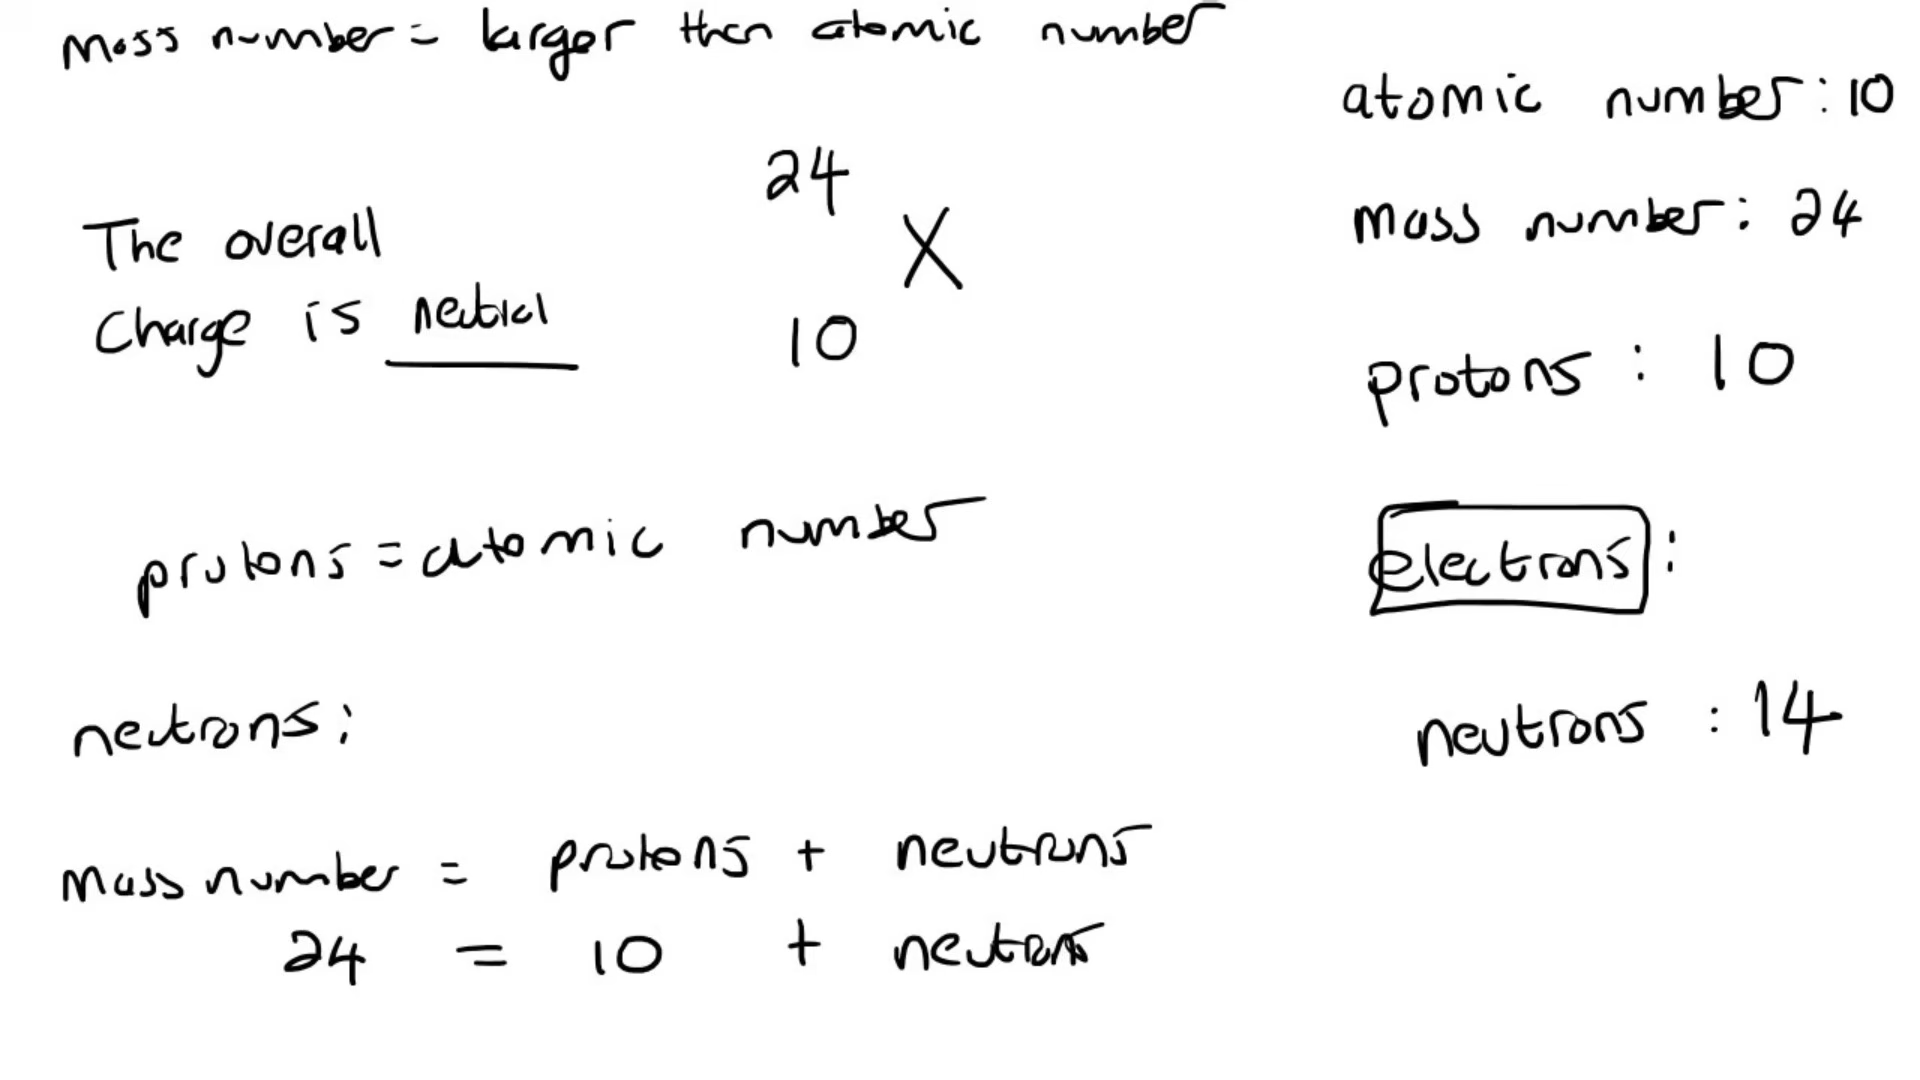 mass number = larger then atomic number
atomic number: 10
24
X
10
mass number: 24
The overall
Charge is neutral
protons: 10
protons = atomic number
electrons:
neutrons:
neutrons: 14
mass number = protons + neutrons
24 = 10 + neutrons